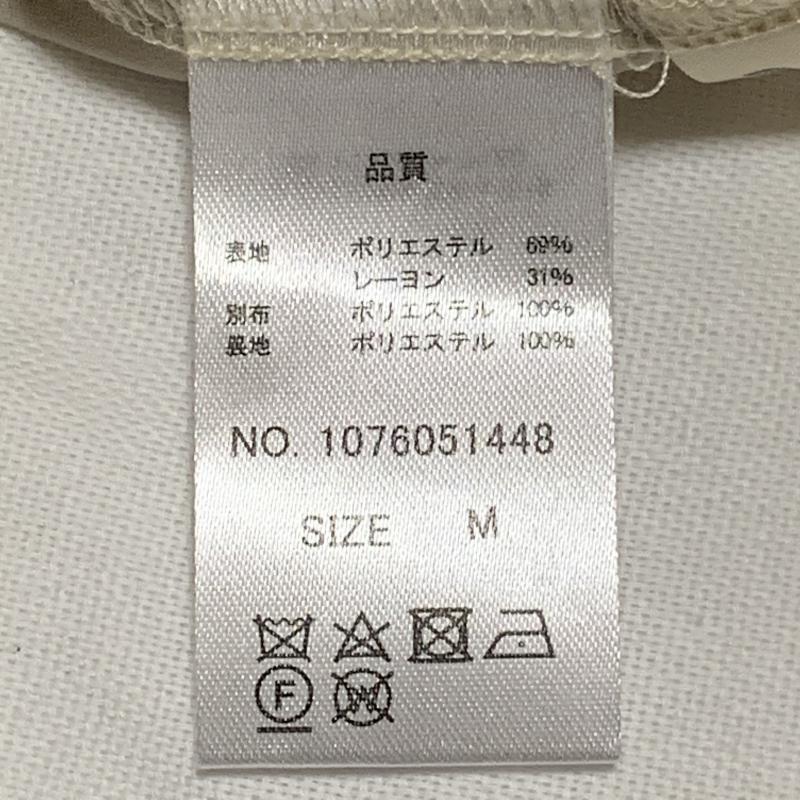 品質
表地 ポリエステル 69%
レーヨン 31%
別布 ポリエステル 100%
裏地 ポリエステル 100%
NO. 1076051448
SIZE M
F W